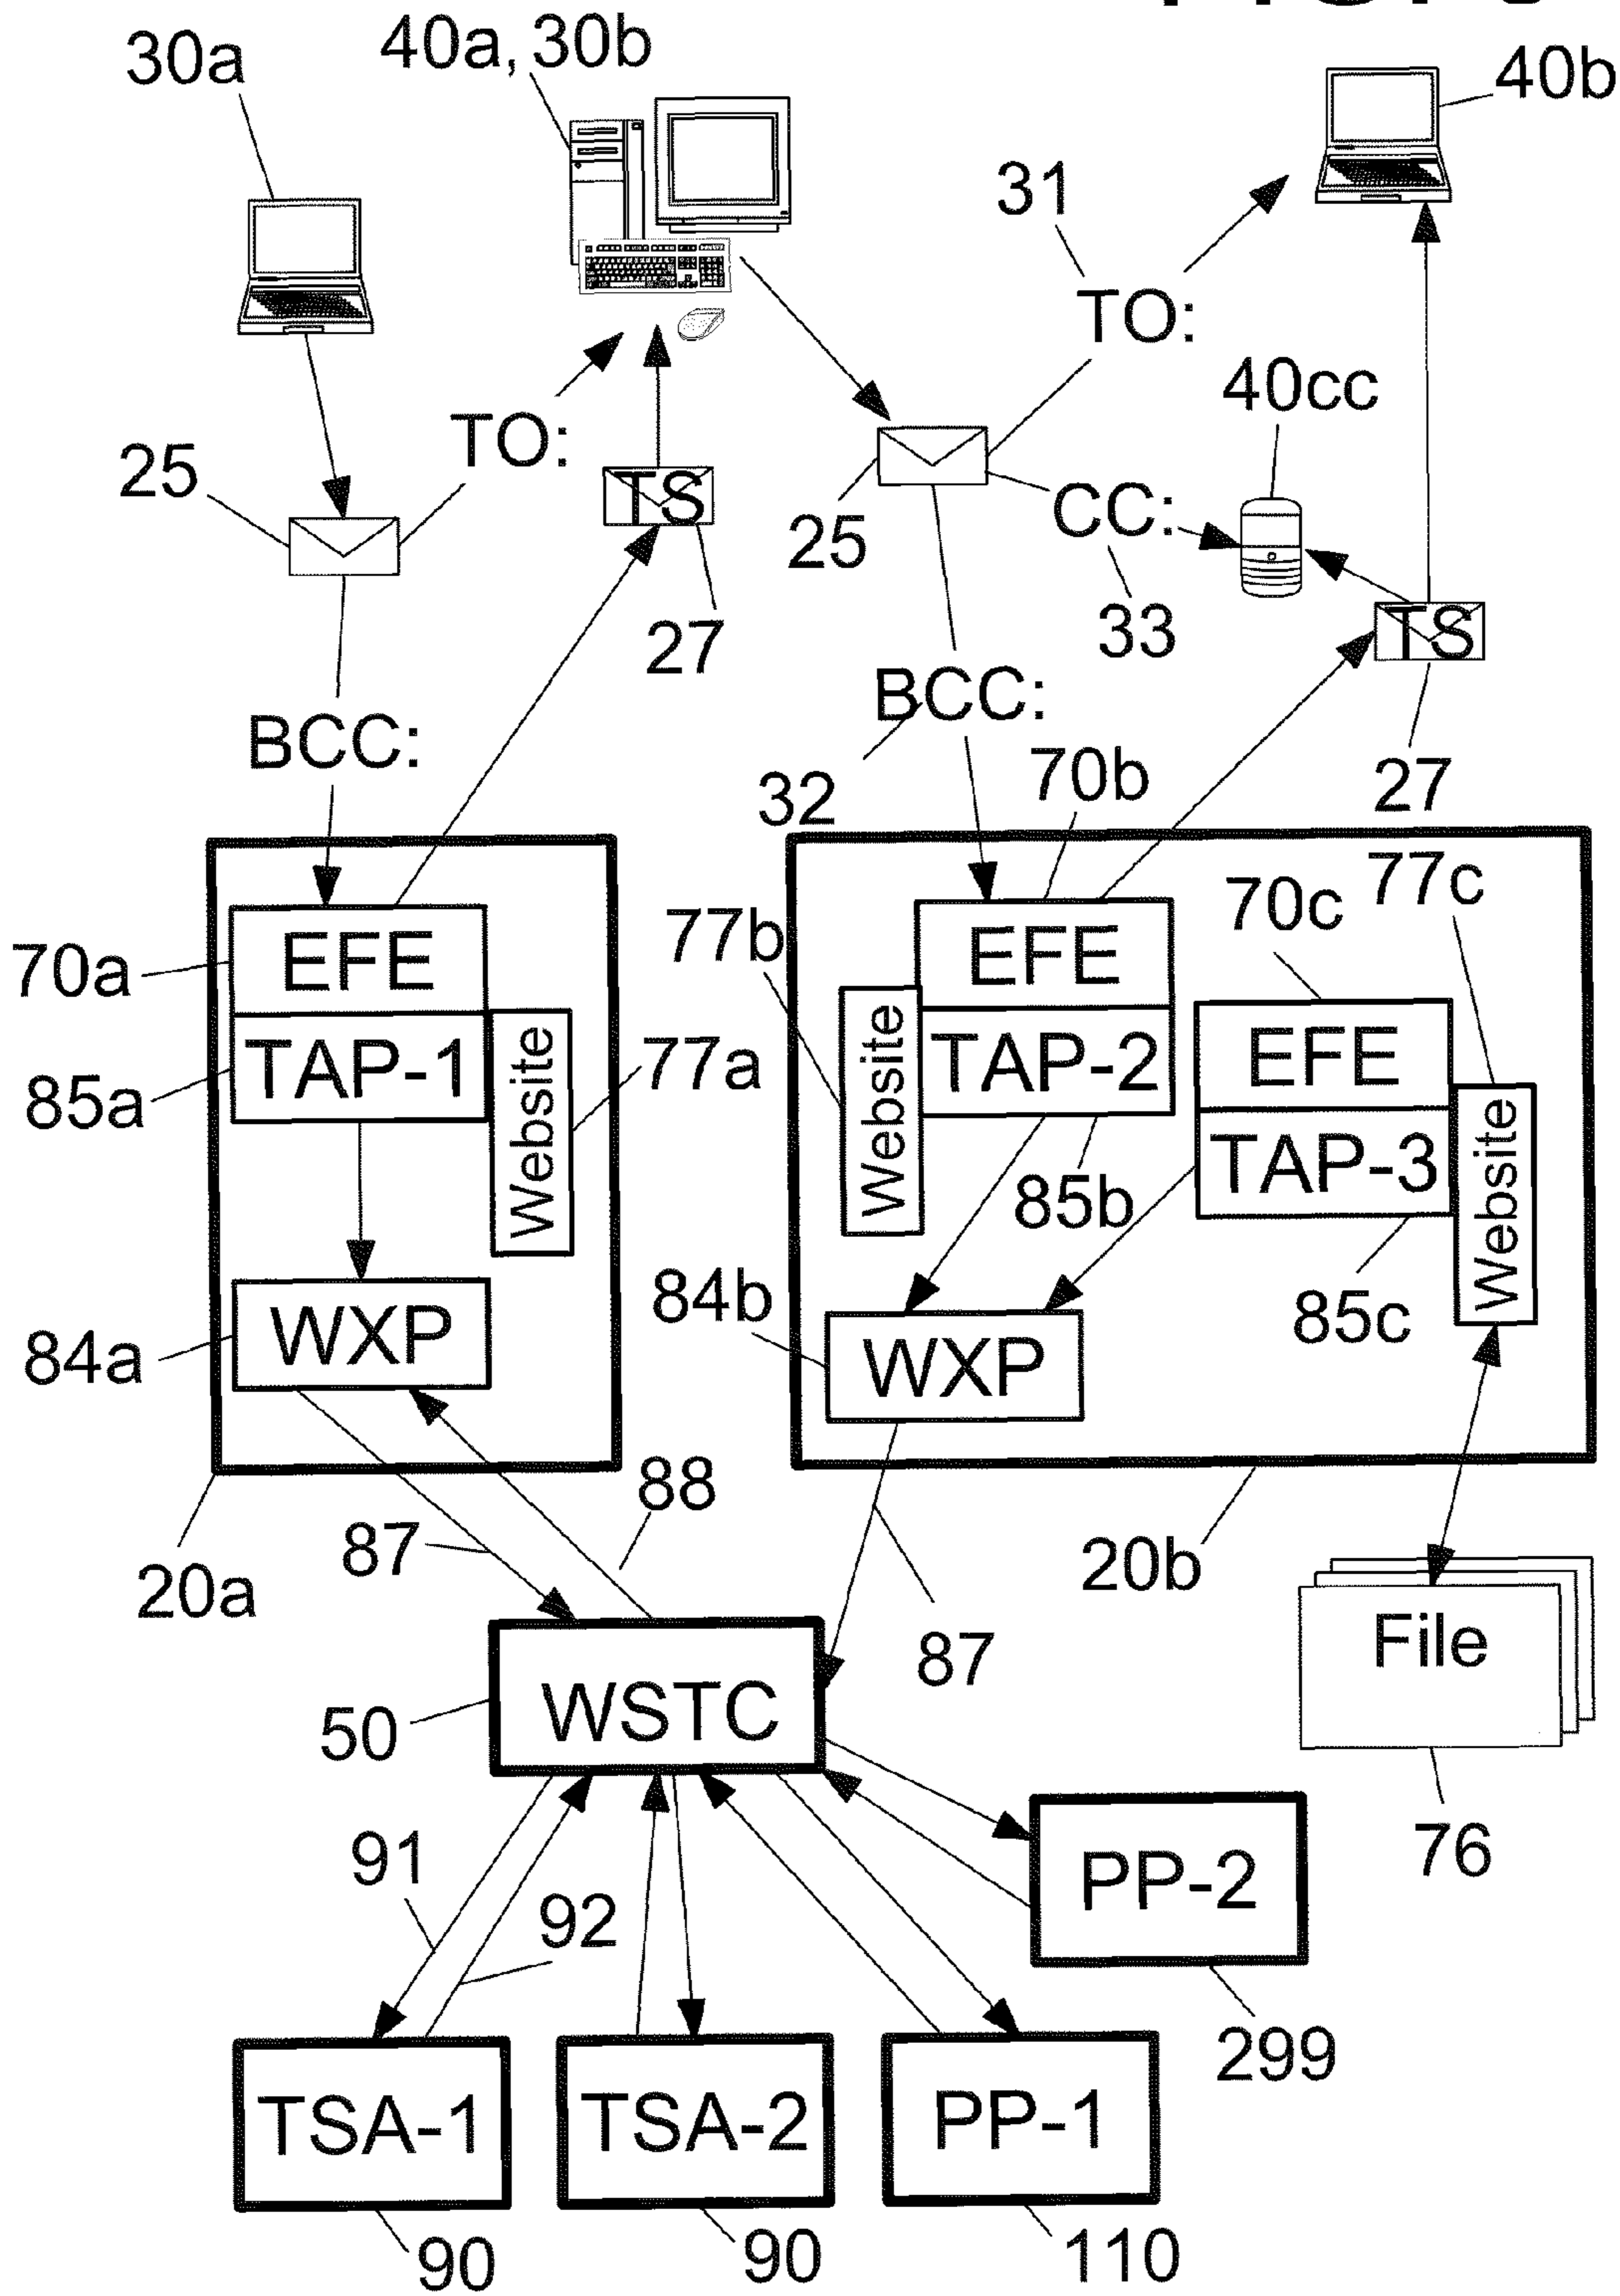 30a
40a, 30b
40b
31
TO:
40cc
TO:
25
TS
25
CC:
27
33
TS
BCC:
BCC:
32
70b
27
77c
77b
70c
70a
EFE
EFE
EFE
85a
TAP-1
Website
77a
Website
TAP-2
TAP-3
Website
85b
84b
85c
84a
WXP
WXP
88
87
20a
20b
87
File
50
WSTC
76
91
92
PP-2
299
TSA-1
TSA-2
PP-1
90
90
110